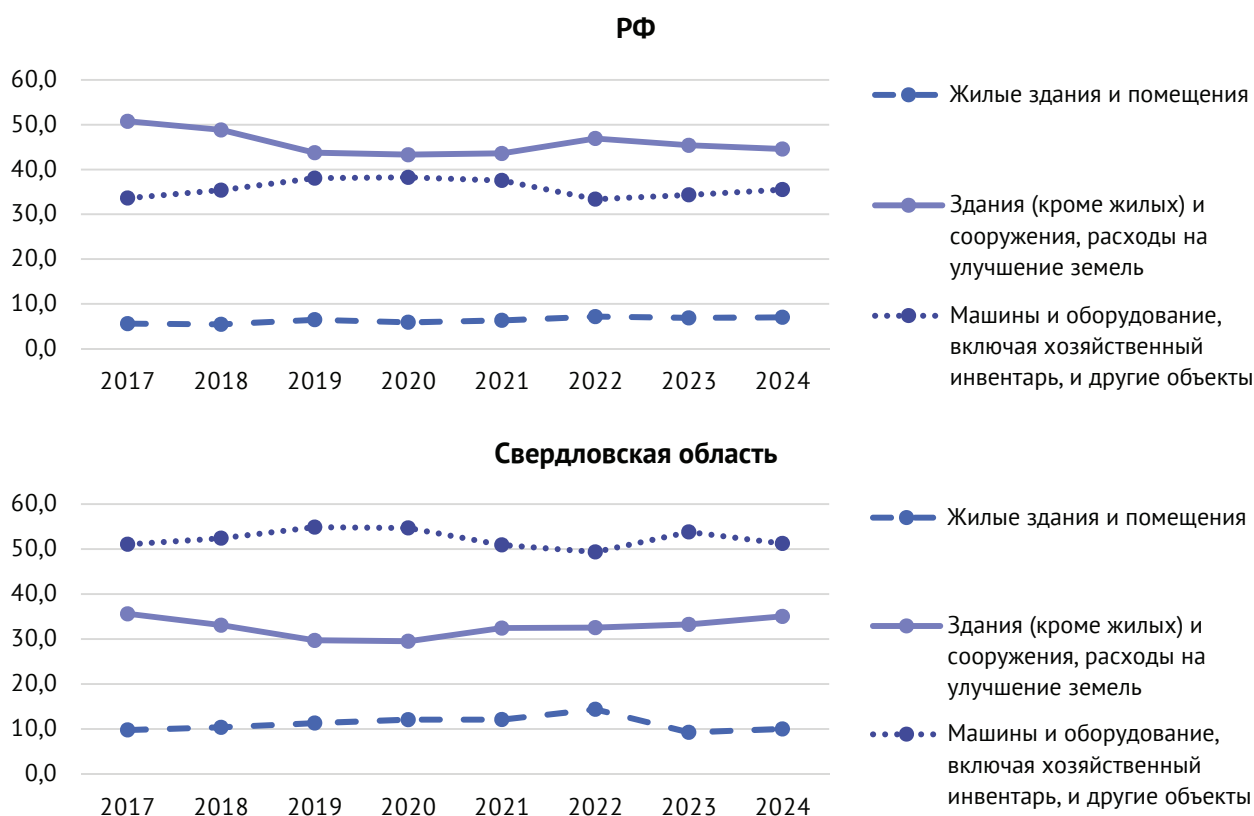 РФ
60,0
50,0
40,0
30,0
20,0
10,0
0,0
2017 2018 2019 2020 2021 2022 2023 2024
Жилые здания и помещения
Здания (кроме жилых) и
сооружения, расходы на
улучшение земель
Машины и оборудование,
включая хозяйственный
инвентарь, и другие объекты
Свердловская область
60,0
50,0
40,0
30,0
20,0
10,0
0,0
2017 2018 2019 2020 2021 2022 2023 2024
Жилые здания и помещения
Здания (кроме жилых) и
сооружения, расходы на
улучшение земель
Машины и оборудование,
включая хозяйственный
инвентарь, и другие объекты